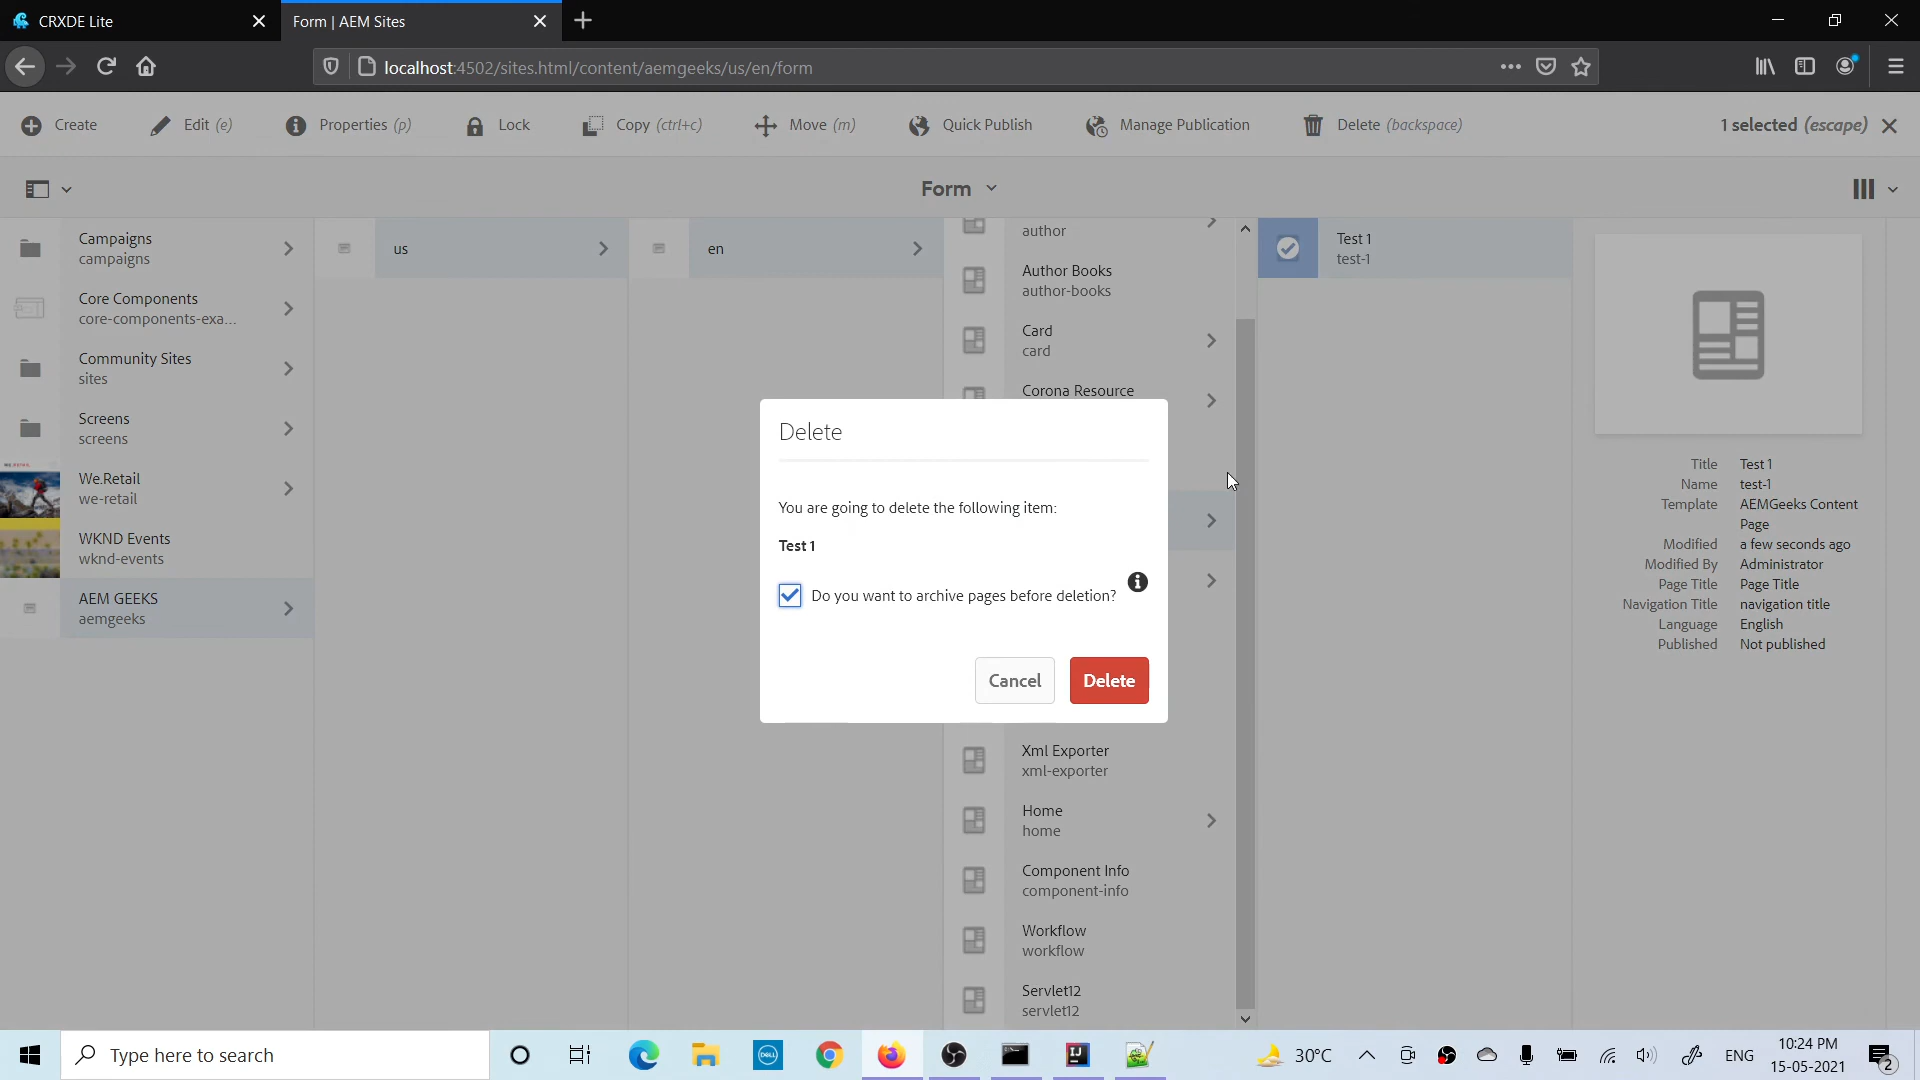 CRXDE Lite
Form | AEM Sites
localhost:4502/sites.html/content/aemgeeks/us/en/form
Create
Edit (e)
Properties (p)
Lock
Copy (ctrl+c)
Move (m)
Quick Publish
Manage Publication
Delete (backspace)
1 selected (escape)
Form
Campaigns
campaigns
Core Components
core-components-exa...
Community Sites
sites
Screens
screens
We.Retail
we-retail
WKND Events
wknd-events
AEM GEEKS
aemgeeks
us
en
author
Author Books
author-books
Card
card
Corona Resource
Xml Exporter
xml-exporter
Home
home
Component Info
component-info
Workflow
workflow
Servlet12
servlet12
Test 1
test-1
Delete
You are going to delete the following item:
Test 1
Do you want to archive pages before deletion?
Cancel
Delete
Title Test 1
Name test-1
Template AEMGeeks Content
Page
Modified a few seconds ago
Modified By Administrator
Page Title Page Title
Navigation Title navigation title
Language English
Published Not published
Type here to search
DELL
IJ
30°C
ENG
10:24 PM
15-05-2021
2